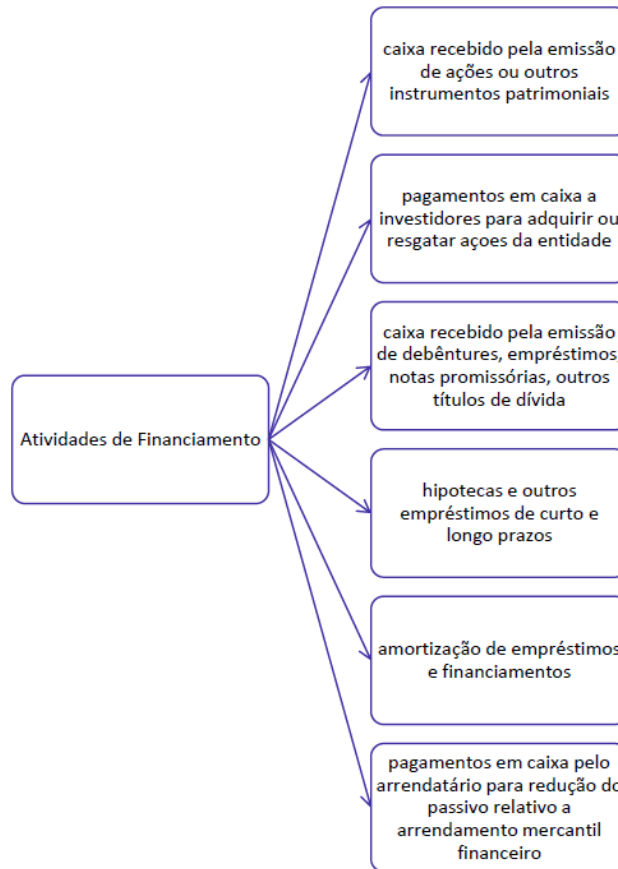 caixa recebido pela emissão
de ações ou outros
instrumentos patrimoniais
pagamentos em caixa a
investidores para adquirir ou
resgatar açoes da entidade
caixa recebido pela emissão
de debêntures, empréstimos,
notas promissórias, outros
títulos de dívida
Atividades de Financiamento
hipotecas e outros
empréstimos de curto e
longo prazos
amortização de empréstimos
e financiamentos
pagamentos em caixa pelo
arrendatário para redução do
passivo relativo a
arrendamento mercantil
financeiro